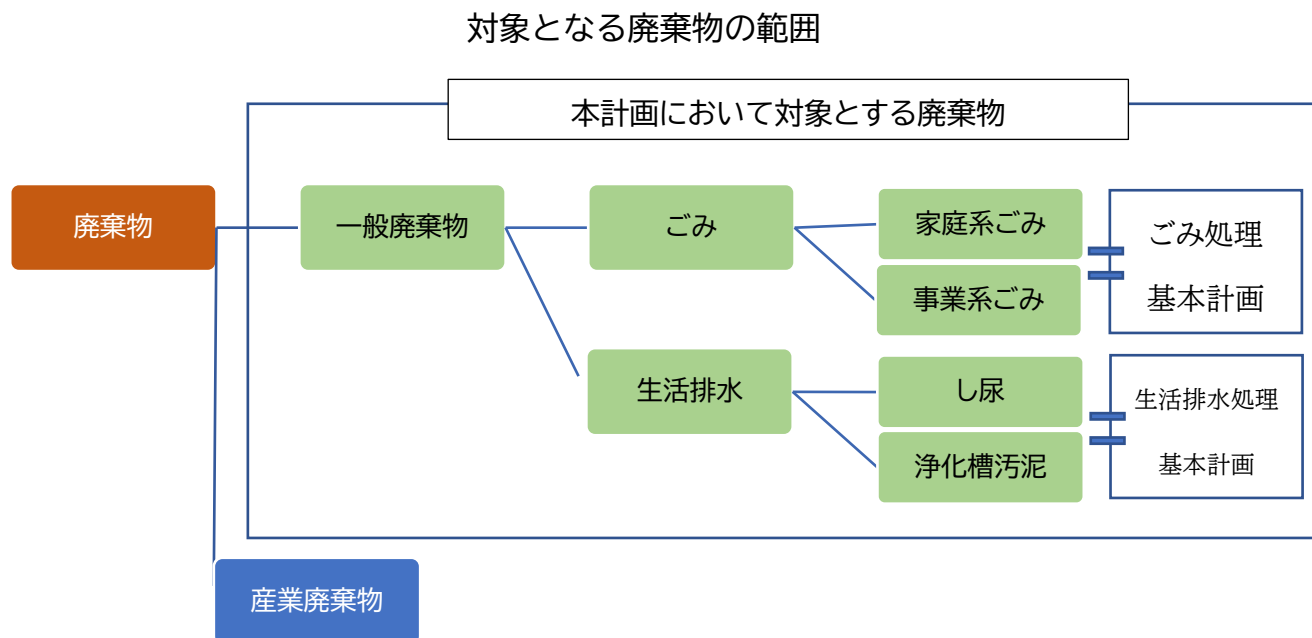 対象となる廃棄物の範囲
本計画において対象とする廃棄物
廃棄物
一般廃棄物
ごみ
家庭系ごみ
事業系ごみ
ごみ処理
基本計画
生活排水
し尿
浄化槽汚泥
生活排水処理
基本計画
産業廃棄物